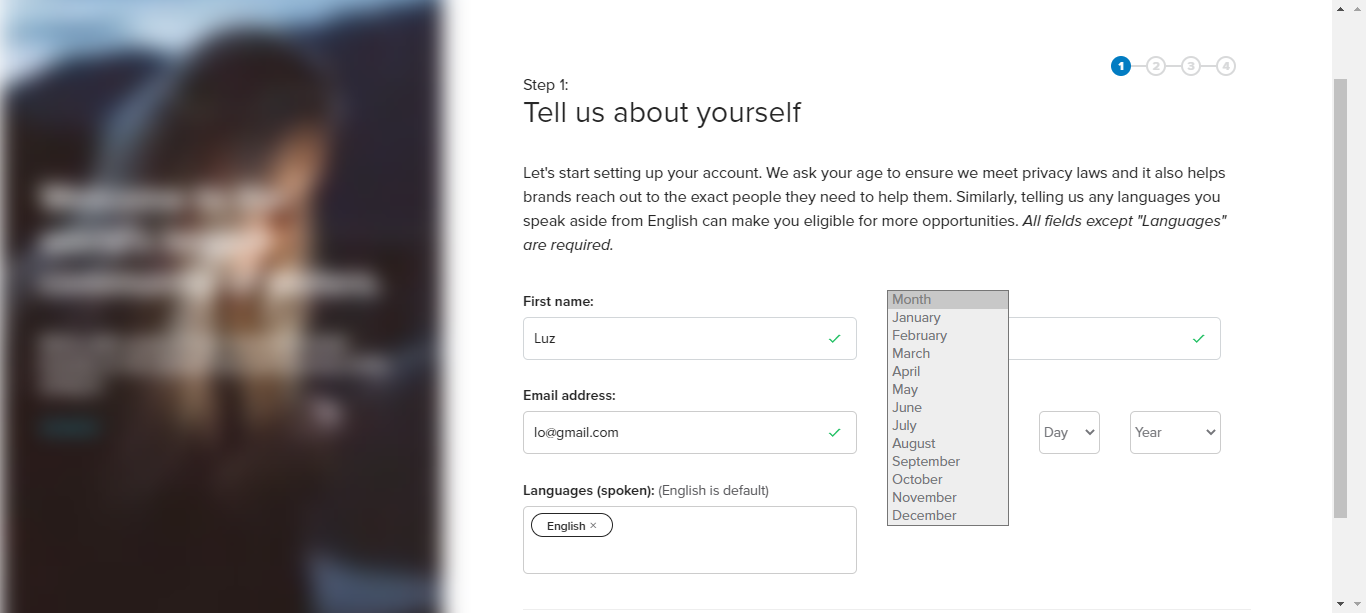 1 2 3 4
Step 1:
Tell us about yourself
Let's start setting up your account. We ask your age to ensure we meet privacy laws and it also helps
brands reach out to the exact people they need to help them. Similarly, telling us any languages you
speak aside from English can make you eligible for more opportunities. All fields except "Languages"
are required.
First name:
Luz
Email address:
lo@gmail.com
Languages (spoken): (English is default)
English ×
Month
January
February
March
April
May
June
July
August
September
October
November
December
Day
Year